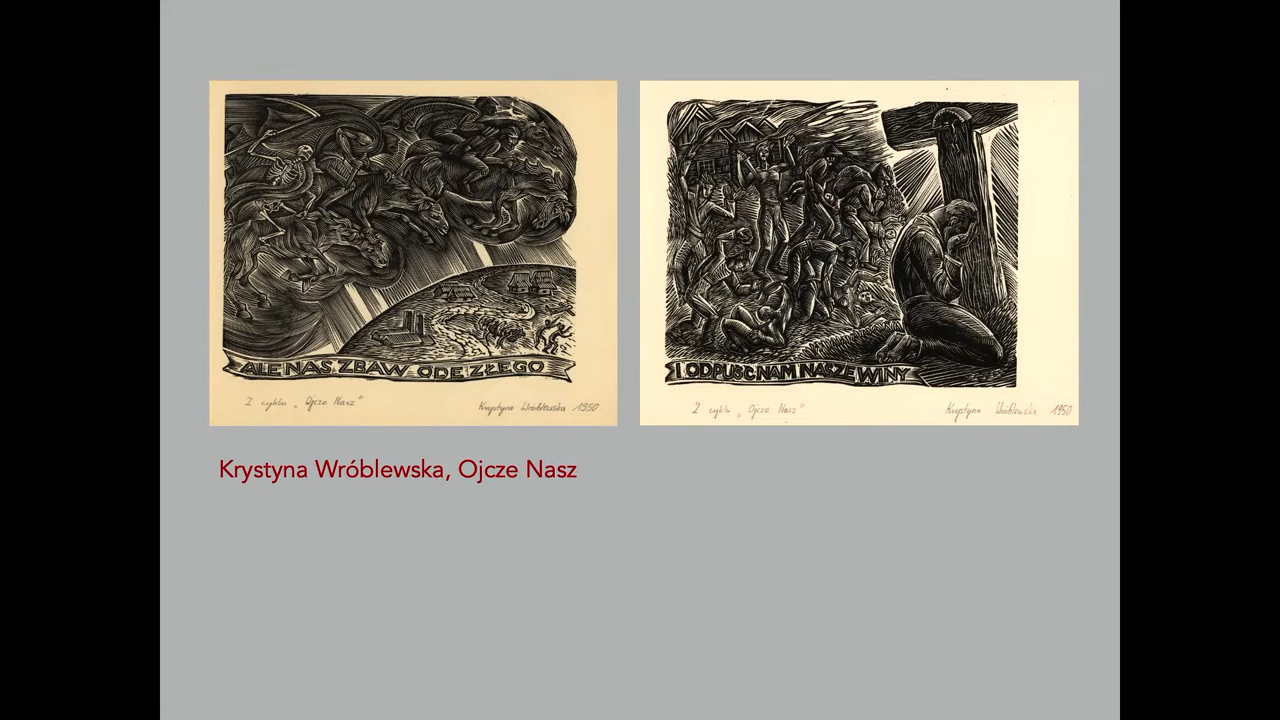 ALE NAS ZBAW ODE ZŁEGO
Z cyklu „Ojcze Nasz"
Krystyna Wróblewska 1950
I ODPUŚĆ NAM NASZE WINY
Z cyklu „Ojcze Nasz"
Krystyna Wróblewska 1950
Krystyna Wróblewska, Ojcze Nasz